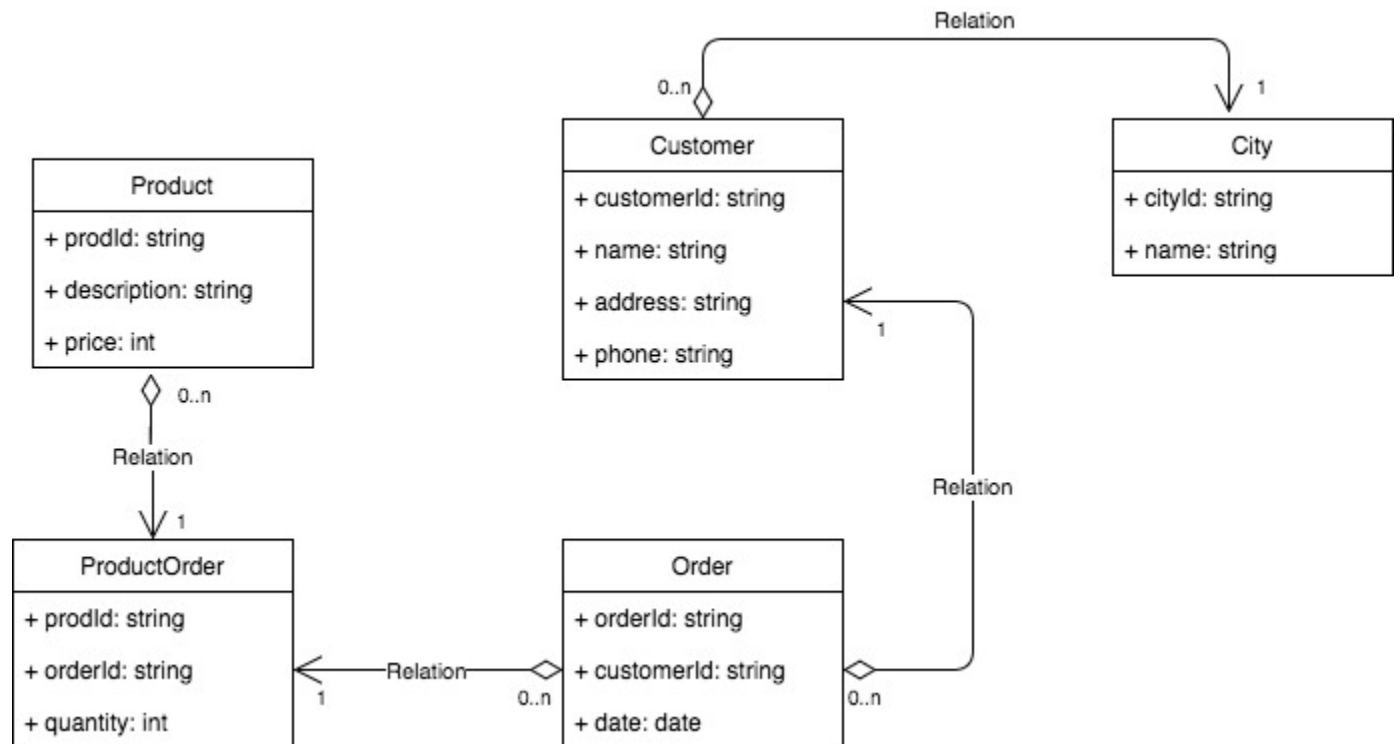 Relation
0..n
1
Customer
+ customerId: string
+ name: string
+ address: string
+ phone: string
City
+ cityId: string
+ name: string
Product
+ prodId: string
+ description: string
+ price: int
0..n
Relation
1
1
Relation
ProductOrder
+ prodId: string
+ orderId: string
+ quantity: int
1
Relation
0..n
Order
+ orderId: string
+ customerId: string
+ date: date
0..n